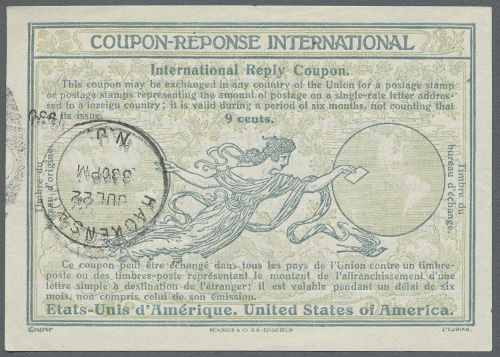 COUPON-RÉPONSE INTERNATIONAL
International Reply Coupon.
This coupon may be exchanged in any country of the Union for a postage stamp
or postage stamps representing the amount of postage on a single-rate letter addres-
sed to a foreign country; it is valid during a period of six months, not counting that
its issue.
9 cents.
Timbre du
bureau d'origine.
HACKENS
N.J.
JUL 22
330PM
Timbre du
bureau d'échange.
Ce coupon peut être échangé dans tous les pays de l'Union contre un timbre-
poste ou des timbres-poste représentant le montant de l'affranchissement d'une
lettre simple à destination de l'étranger; il est valable pendant un délai de six
mois, non compris celui de son émission.
Etats-Unis d'Amérique. United States of America.
BENZIGER & Co S.A. EINSIEDELN